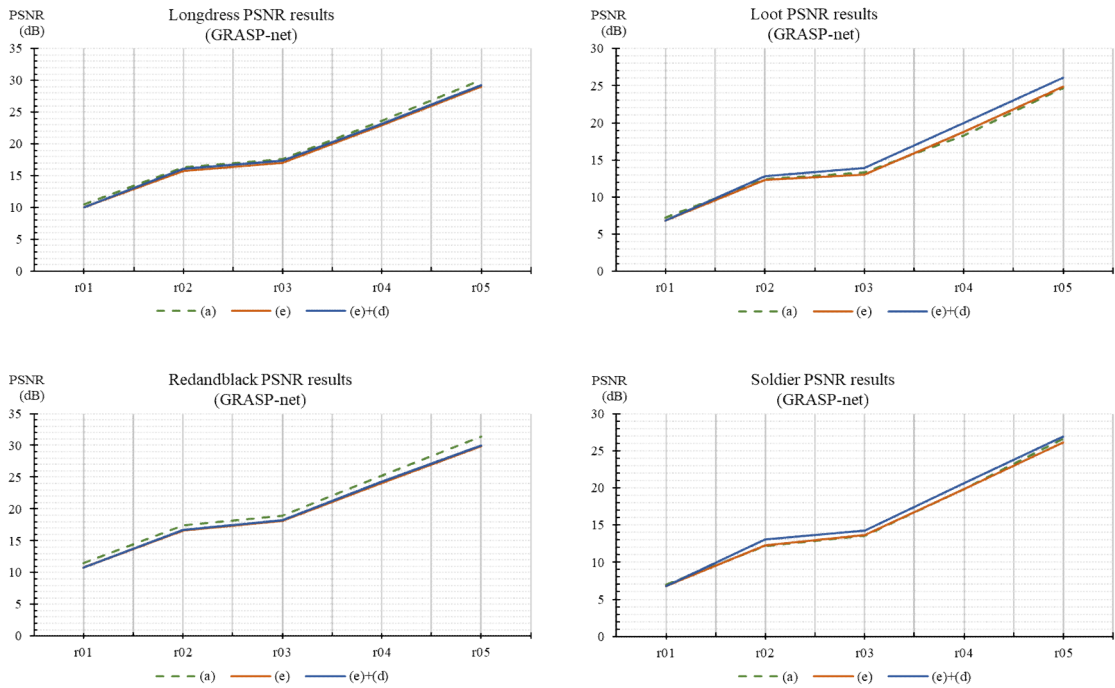 PSNR
(dB)
Longdress PSNR results
(GRASP-net)
35
30
25
20
15
10
5
0
r01 r02 r03 r04 r05
(a) (e) (e)+(d)
PSNR
(dB)
Loot PSNR results
(GRASP-net)
30
25
20
15
10
5
0
r01 r02 r03 r04 r05
(a) (e) (e)+(d)
PSNR
(dB)
Redandblack PSNR results
(GRASP-net)
35
30
25
20
15
10
5
0
r01 r02 r03 r04 r05
(a) (e) (e)+(d)
PSNR
(dB)
Soldier PSNR results
(GRASP-net)
30
25
20
15
10
5
0
r01 r02 r03 r04 r05
(a) (e) (e)+(d)